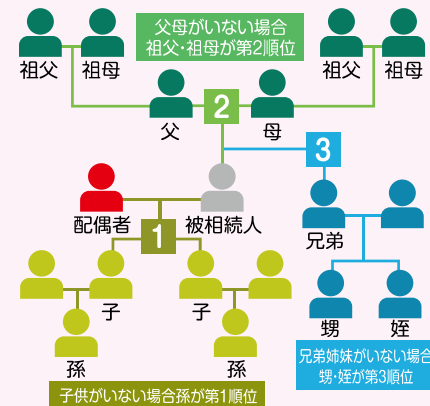 父母がいない場合
祖父・祖母が第2順位
祖父 祖母
祖父 祖母
父
2
母
3
配偶者
被相続人
1
兄弟
子
子
孫
孫
甥
姪
兄弟姉妹がいない場合
甥・姪が第3順位
子供がいない場合孫が第1順位